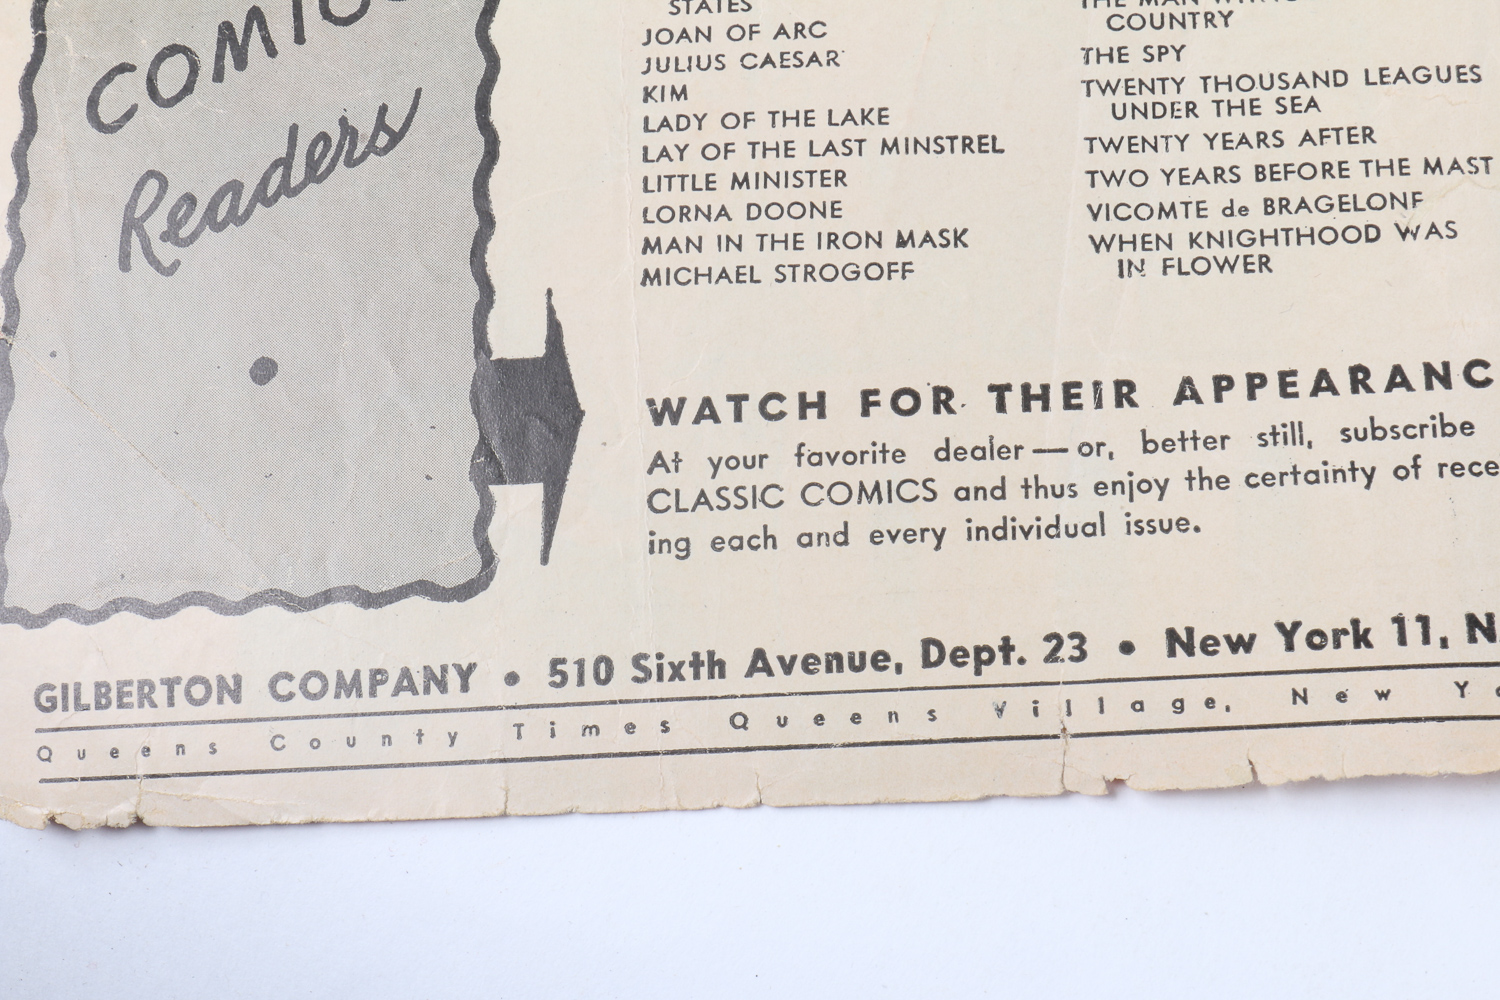 COMIC
Readers
STATES
JOAN OF ARC
JULIUS CAESAR
KIM
LADY OF THE LAKE
LAY OF THE LAST MINSTREL
LITTLE MINISTER
LORNA DOONE
MAN IN THE IRON MASK
MICHAEL STROGOFF
THE MAN
COUNTRY
THE SPY
TWENTY THOUSAND LEAGUES
UNDER THE SEA
TWENTY YEARS AFTER
TWO YEARS BEFORE THE MAST
VICOMTE de BRAGELONE
WHEN KNIGHTHOOD WAS
IN FLOWER
WATCH FOR THEIR APPEARANC
At your favorite dealer — or, better still, subscribe
CLASSIC COMICS and thus enjoy the certainty of rece
ing each and every individual issue.
GILBERTON COMPANY • 510 Sixth Avenue, Dept. 23 • New York 11, N
Queens County Times Queens Village, New Yo